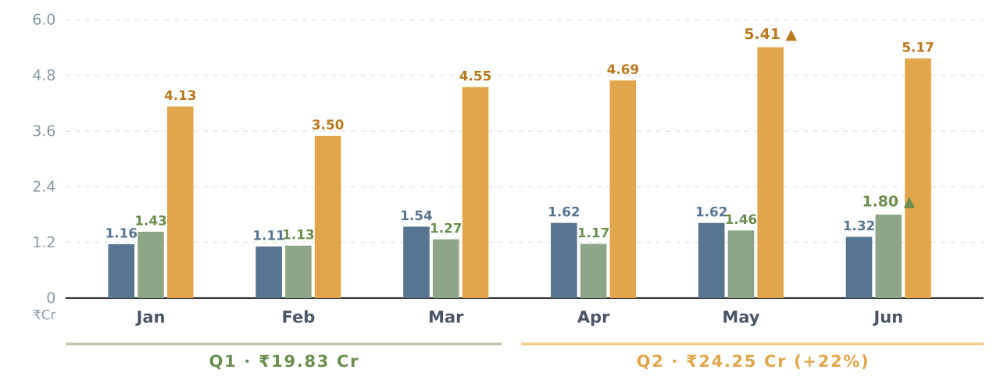 6.0
5.41 ▲
5.17
4.8
4.13
4.55
4.69
3.6
3.50
2.4
1.80 ▲
1.2
1.16
1.43
1.11
1.13
1.54
1.27
1.62
1.17
1.62
1.46
1.32
0
₹Cr
Jan
Feb
Mar
Apr
May
Jun
Q1 · ₹19.83 Cr
Q2 · ₹24.25 Cr (+22%)